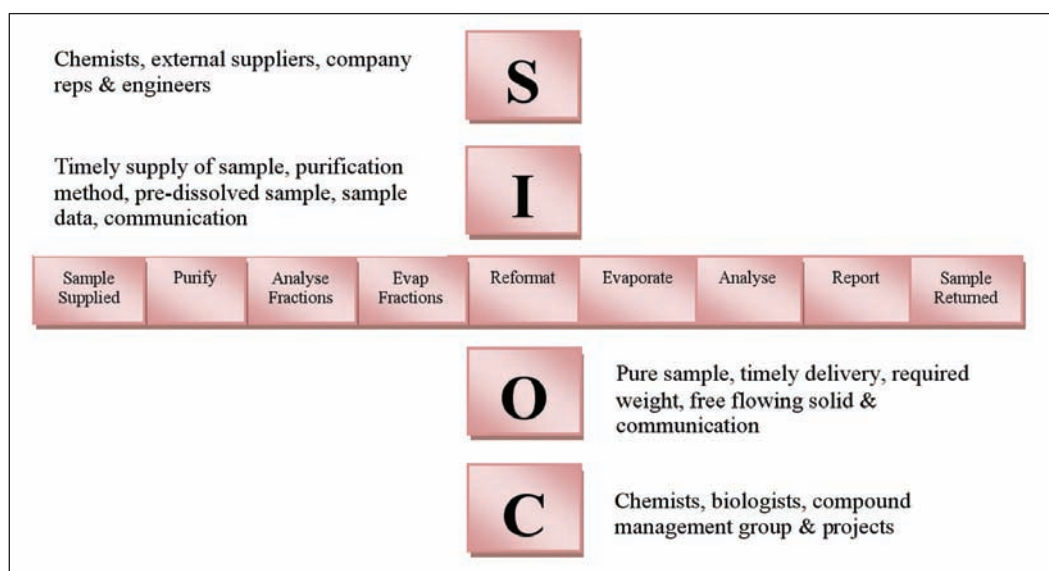 Chemists, external suppliers, company
reps & engineers
S
Timely supply of sample, purification
method, pre-dissolved sample, sample
data, communication
I
Sample
Supplied
Purify
Analyse
Fractions
Evap
Fractions
Reformat
Evaporate
Analyse
Report
Sample
Returned
O
Pure sample, timely delivery, required
weight, free flowing solid &
communication
C
Chemists, biologists, compound
management group & projects